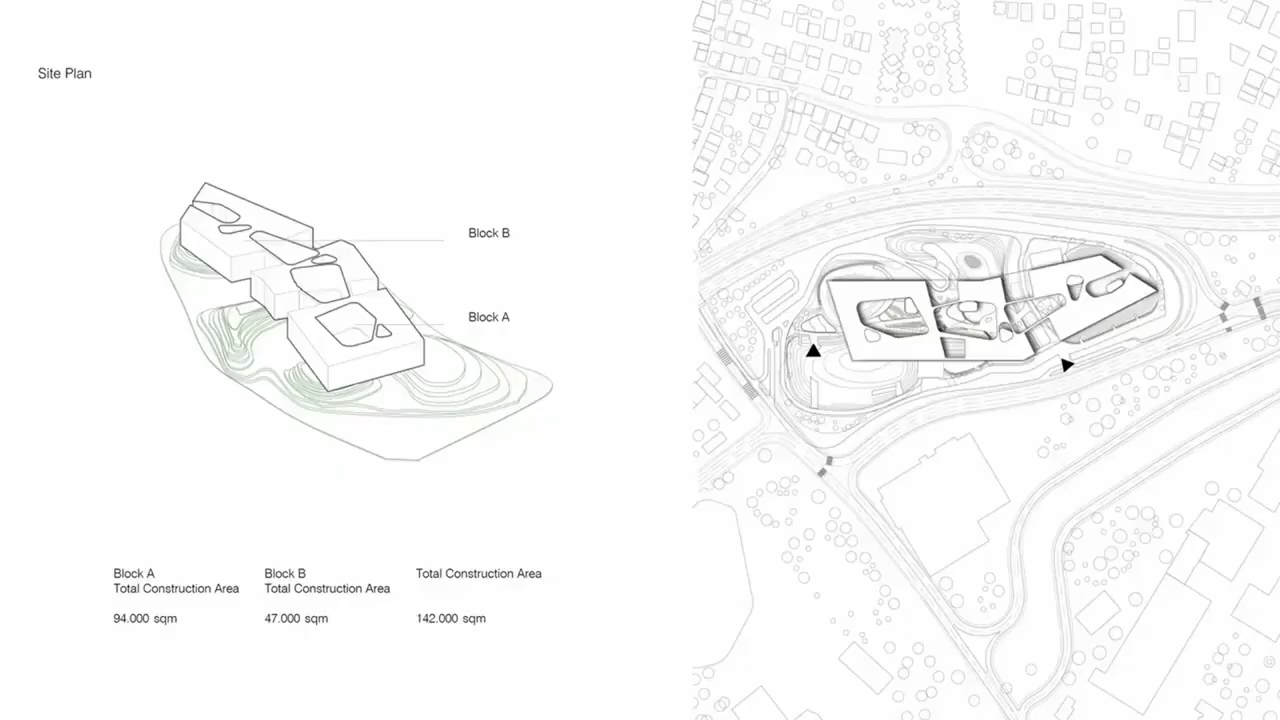 Site Plan
Block B
Block A
Block A
Total Construction Area
94.000 sqm
Block B
Total Construction Area
47.000 sqm
Total Construction Area
142.000 sqm